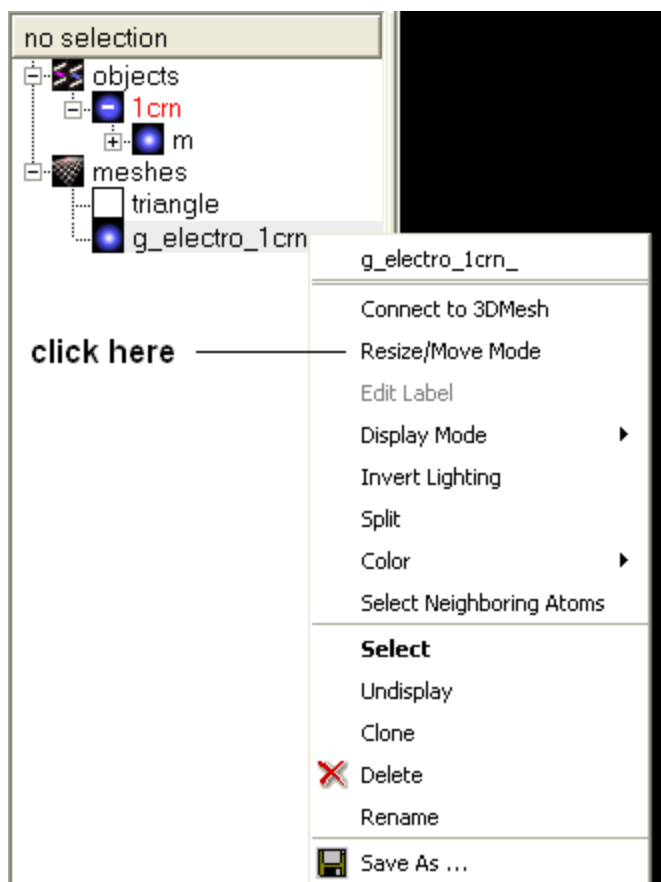 no selection
objects
1crn
m
meshes
triangle
g_electro_1crn
g_electro_1crn_
Connect to 3DMesh
click here
Resize/Move Mode
Edit Label
Display Mode
Invert Lighting
Split
Color
Select Neighboring Atoms
Select
Undisplay
Clone
Delete
Rename
Save As ...